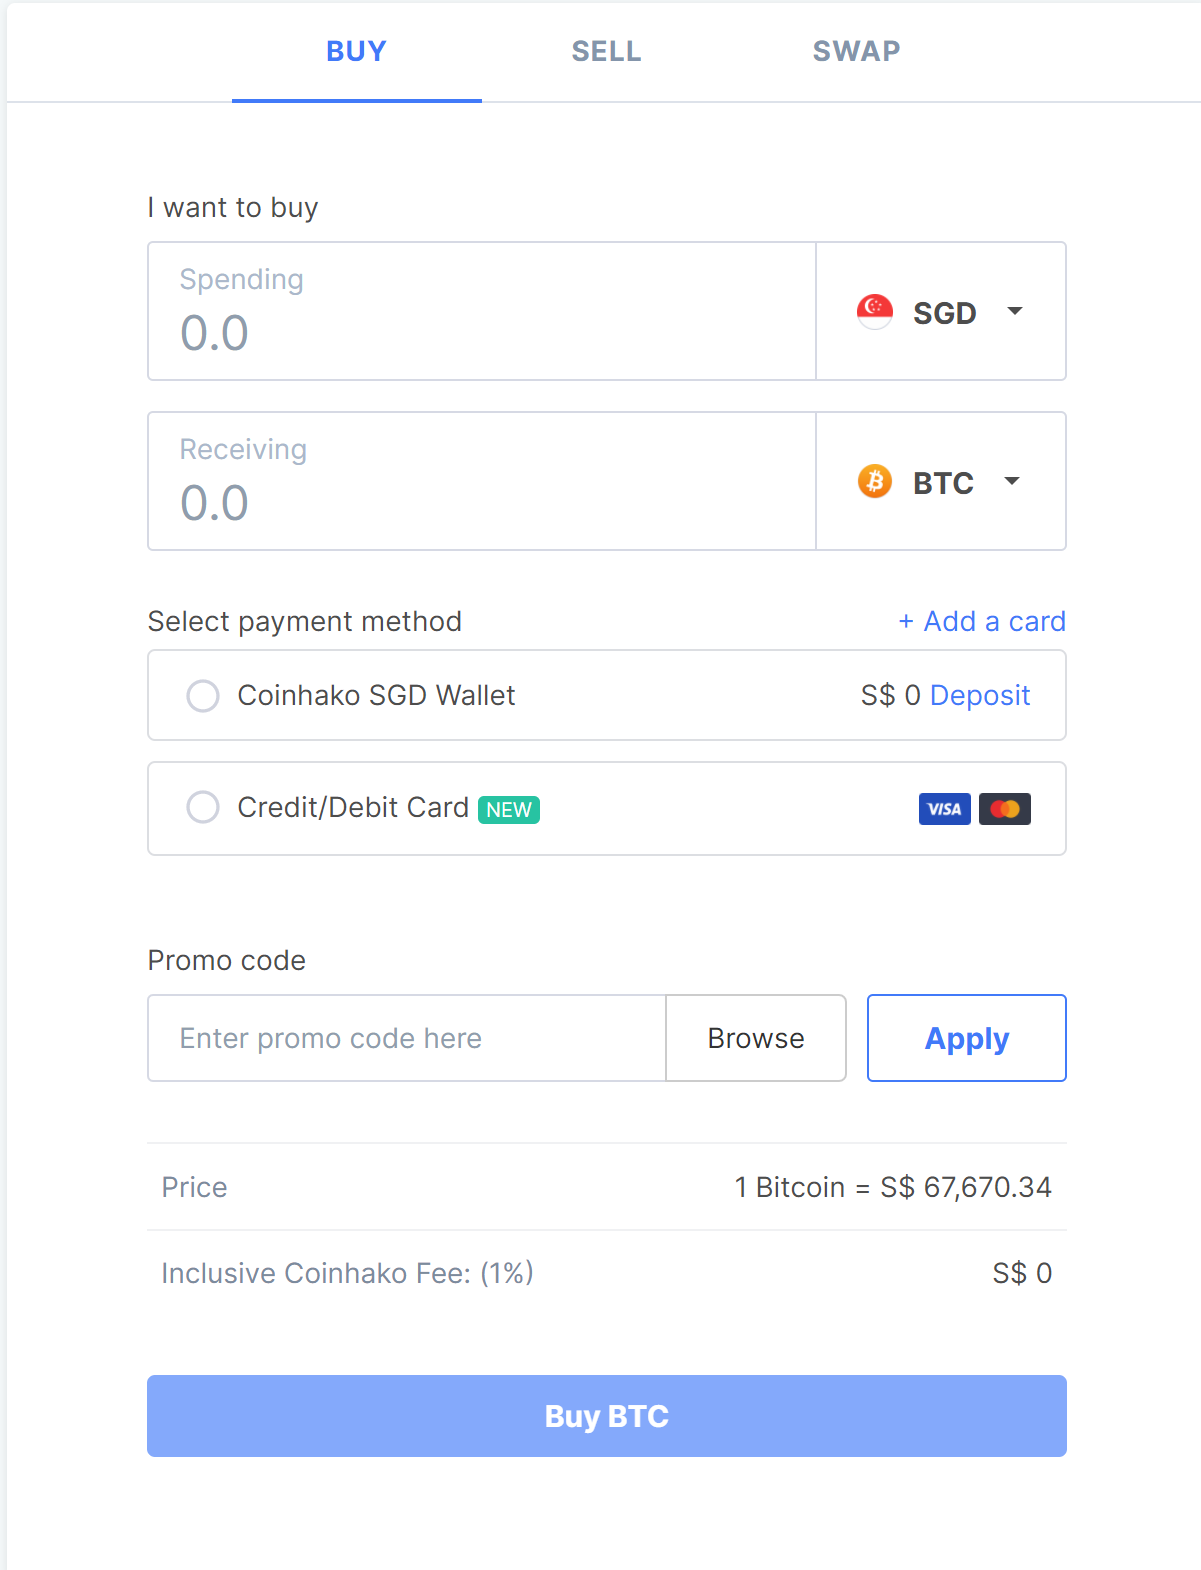 BUY SELL SWAP
I want to buy
Spending
0.0
SGD
Receiving
0.0
BTC
Select payment method + Add a card
Coinhako SGD Wallet S$ 0 Deposit
Credit/Debit Card NEW VISA
Promo code
Enter promo code here Browse Apply
Price 1 Bitcoin = S$ 67,670.34
Inclusive Coinhako Fee: (1%) S$ 0
Buy BTC